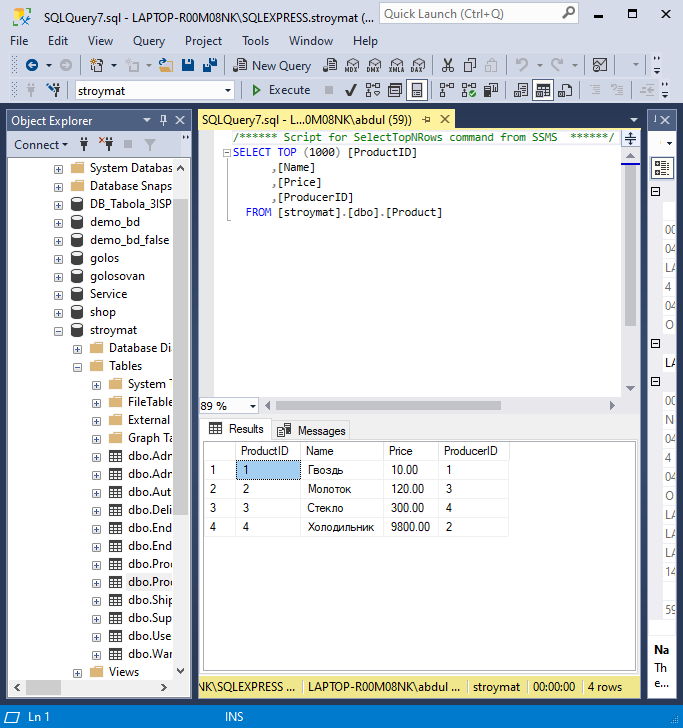 SQLQuery7.sql - LAPTOP-R00M08NK\SQLEXPRESS.stroymat (...
Quick Launch (Ctrl+Q)
File Edit View Query Project Tools Window Help
New Query MDX DMX XMLA DAX
stroymat Execute
Object Explorer
SQLQuery7.sql - L...0M08NK\abdul (59))
Connect
System Databas
Database Snaps
DB_Tabola_3ISP
demo_bd
demo_bd_false
golos
golosovan
Service
shop
stroymat
Database Di
Tables
System T
FileTable
External
Graph Ta
dbo.Adr
dbo.Adr
dbo.Aut
dbo.Deli
dbo.End
dbo.End
dbo.Proc
dbo.Proc
dbo.Ship
dbo.Sup
dbo.Use
dbo.War
Views
/****** Script for SelectTopNRows command from SSMS ******/
SELECT TOP (1000) [ProductID]
,[Name]
,[Price]
,[ProducerID]
FROM [stroymat].[dbo].[Product]
89 %
Results Messages
ProductID Name Price ProducerID
1 1 Гвоздь 10.00 1
2 2 Молоток 120.00 3
3 3 Стекло 300.00 4
4 4 Холодильник 9800.00 2
NK\SQLEXPRESS ... LAPTOP-R00M08NK\abdul ... stroymat 00:00:00 4 rows
00
04
LA
4
04
O
LA
00
N
04
4
04
O
LA
LA
LA
14
59
Na
Th
e...
Ln 1 INS